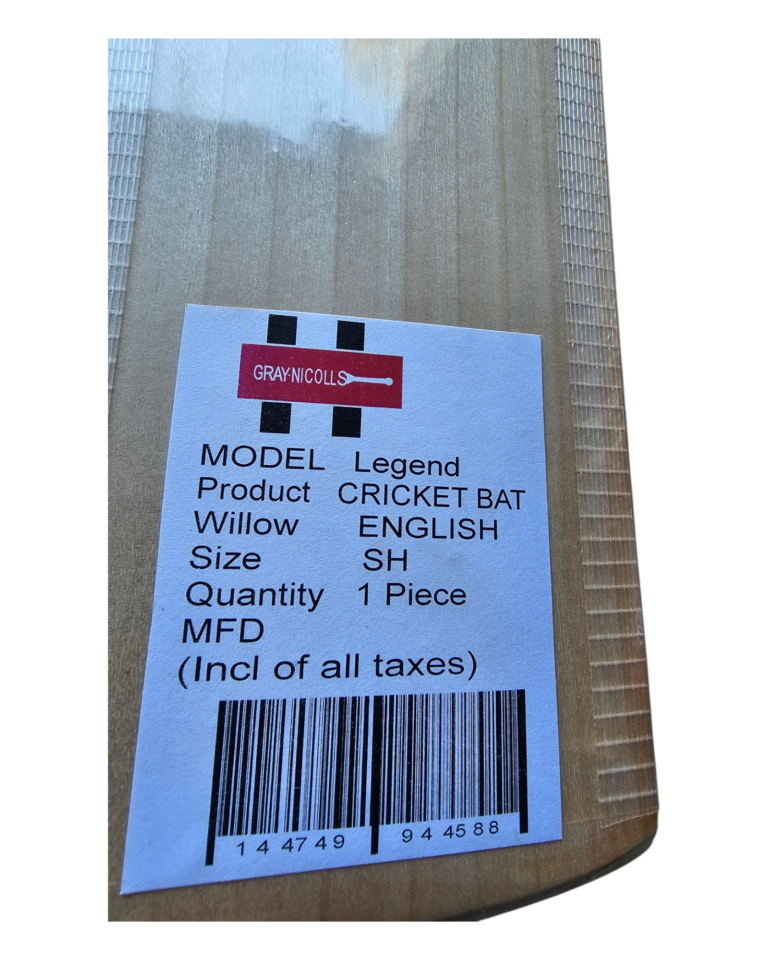 GRAY-NICOLLS
MODEL Legend
Product CRICKET BAT
Willow ENGLISH
Size SH
Quantity 1 Piece
MFD
(Incl of all taxes)
1 4 47 4 9 9 4 45 8 8